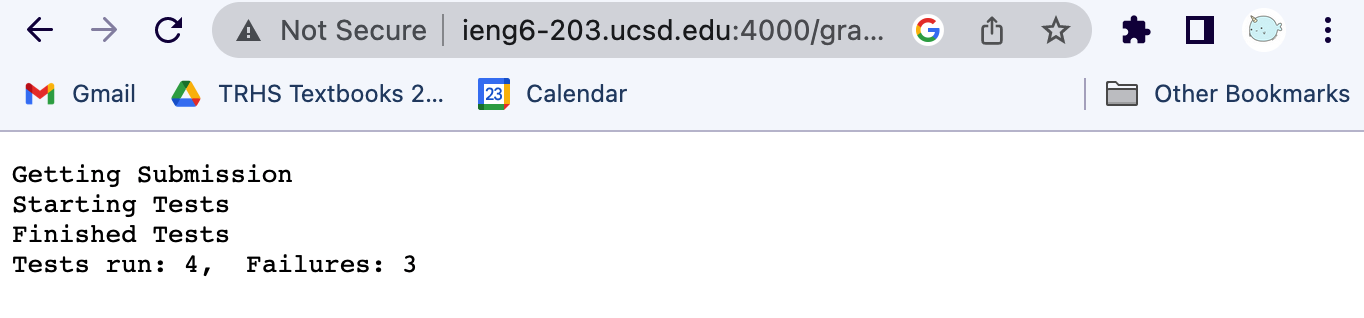 Not Secure ieng6-203.ucsd.edu:4000/gra...
Gmail TRHS Textbooks 2... 23 Calendar Other Bookmarks
Getting Submission
Starting Tests
Finished Tests
Tests run: 4,  Failures: 3